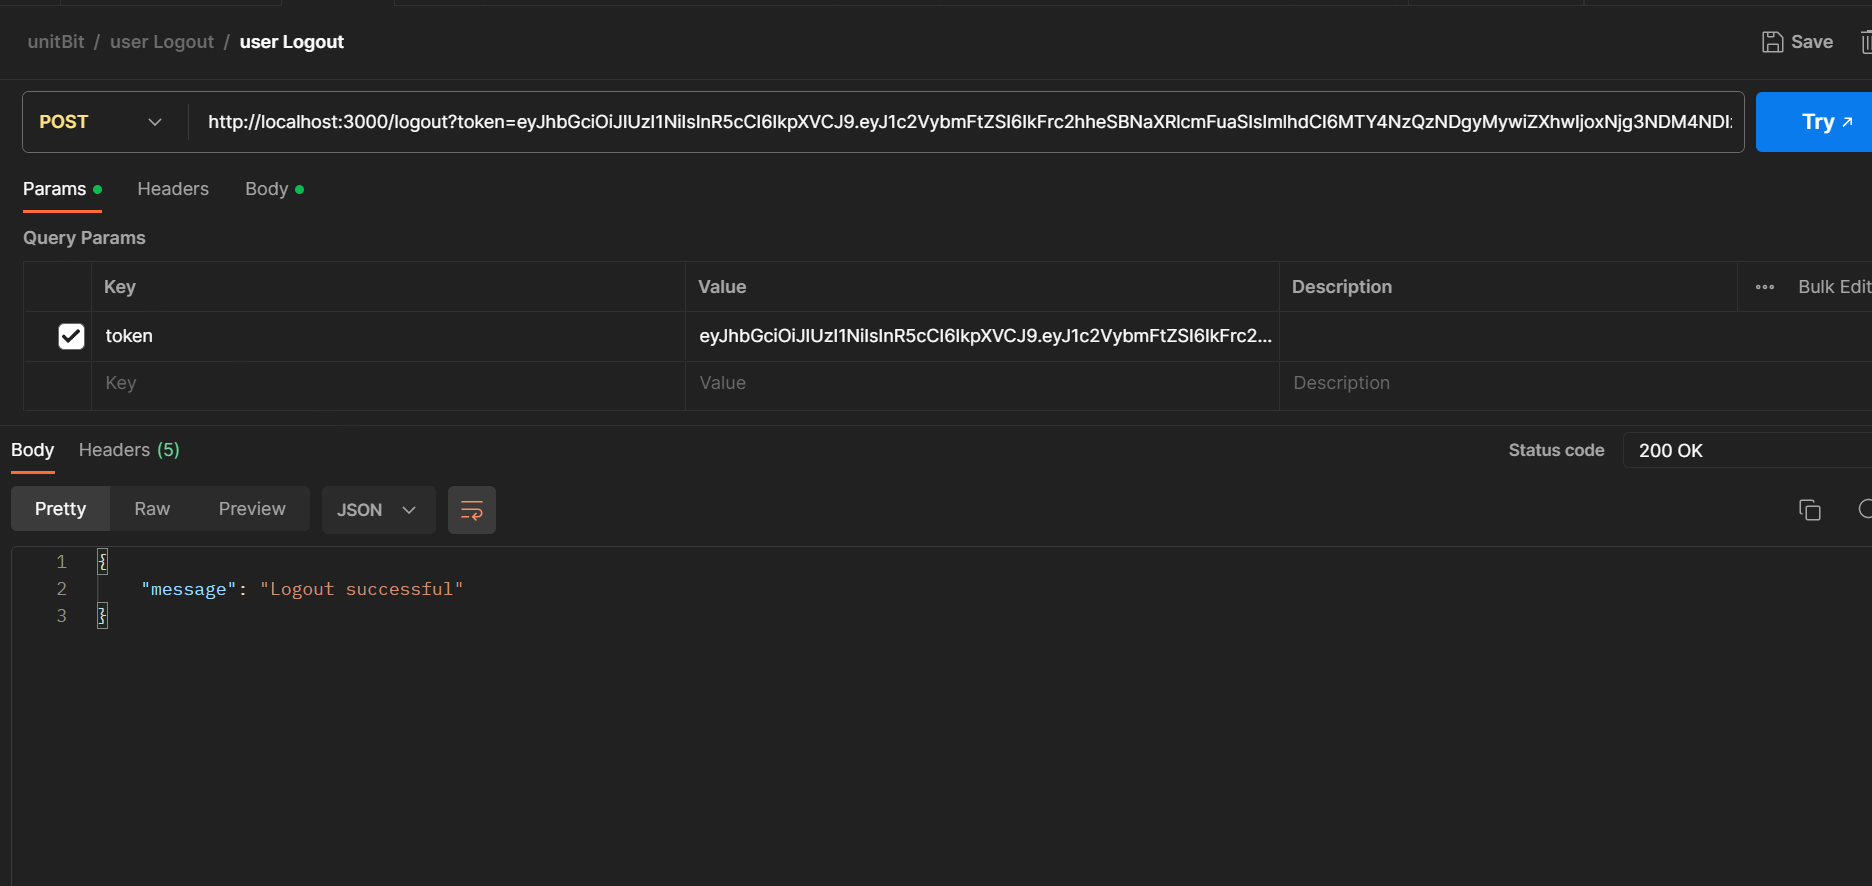 unitBit / user Logout / user Logout
Save
POST
http://localhost:3000/logout?token=eyJhbGciOiJIUzI1NiIsInR5cCI6IkpXVCJ9.eyJ1c2VybmFtZSI6IkFrc2hheSBNaXRlcmFuaSIsImlhdCI6MTY4NzQzNDgyMywiZXhwIjoxNjg3NDM4NDI
Try
Params
Headers
Body
Query Params
Key
Value
Description
Bulk Edit
token
eyJhbGciOiJIUzI1NiIsInR5cCI6IkpXVCJ9.eyJ1c2VybmFtZSI6IkFrc2...
Key
Value
Description
Body
Headers (5)
Status code
200 OK
Pretty
Raw
Preview
JSON
1 {
2 "message": "Logout successful"
3 }